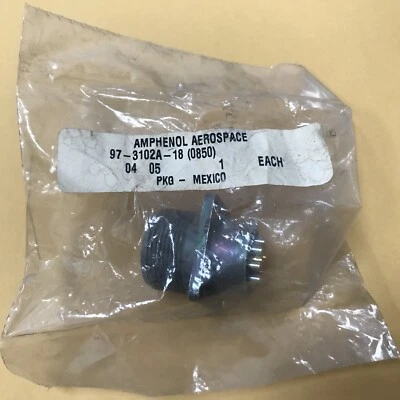 AMPHENOL AEROSPACE
97-3102A-18 (0850)
04 05 1 EACH
PKG - MEXICO